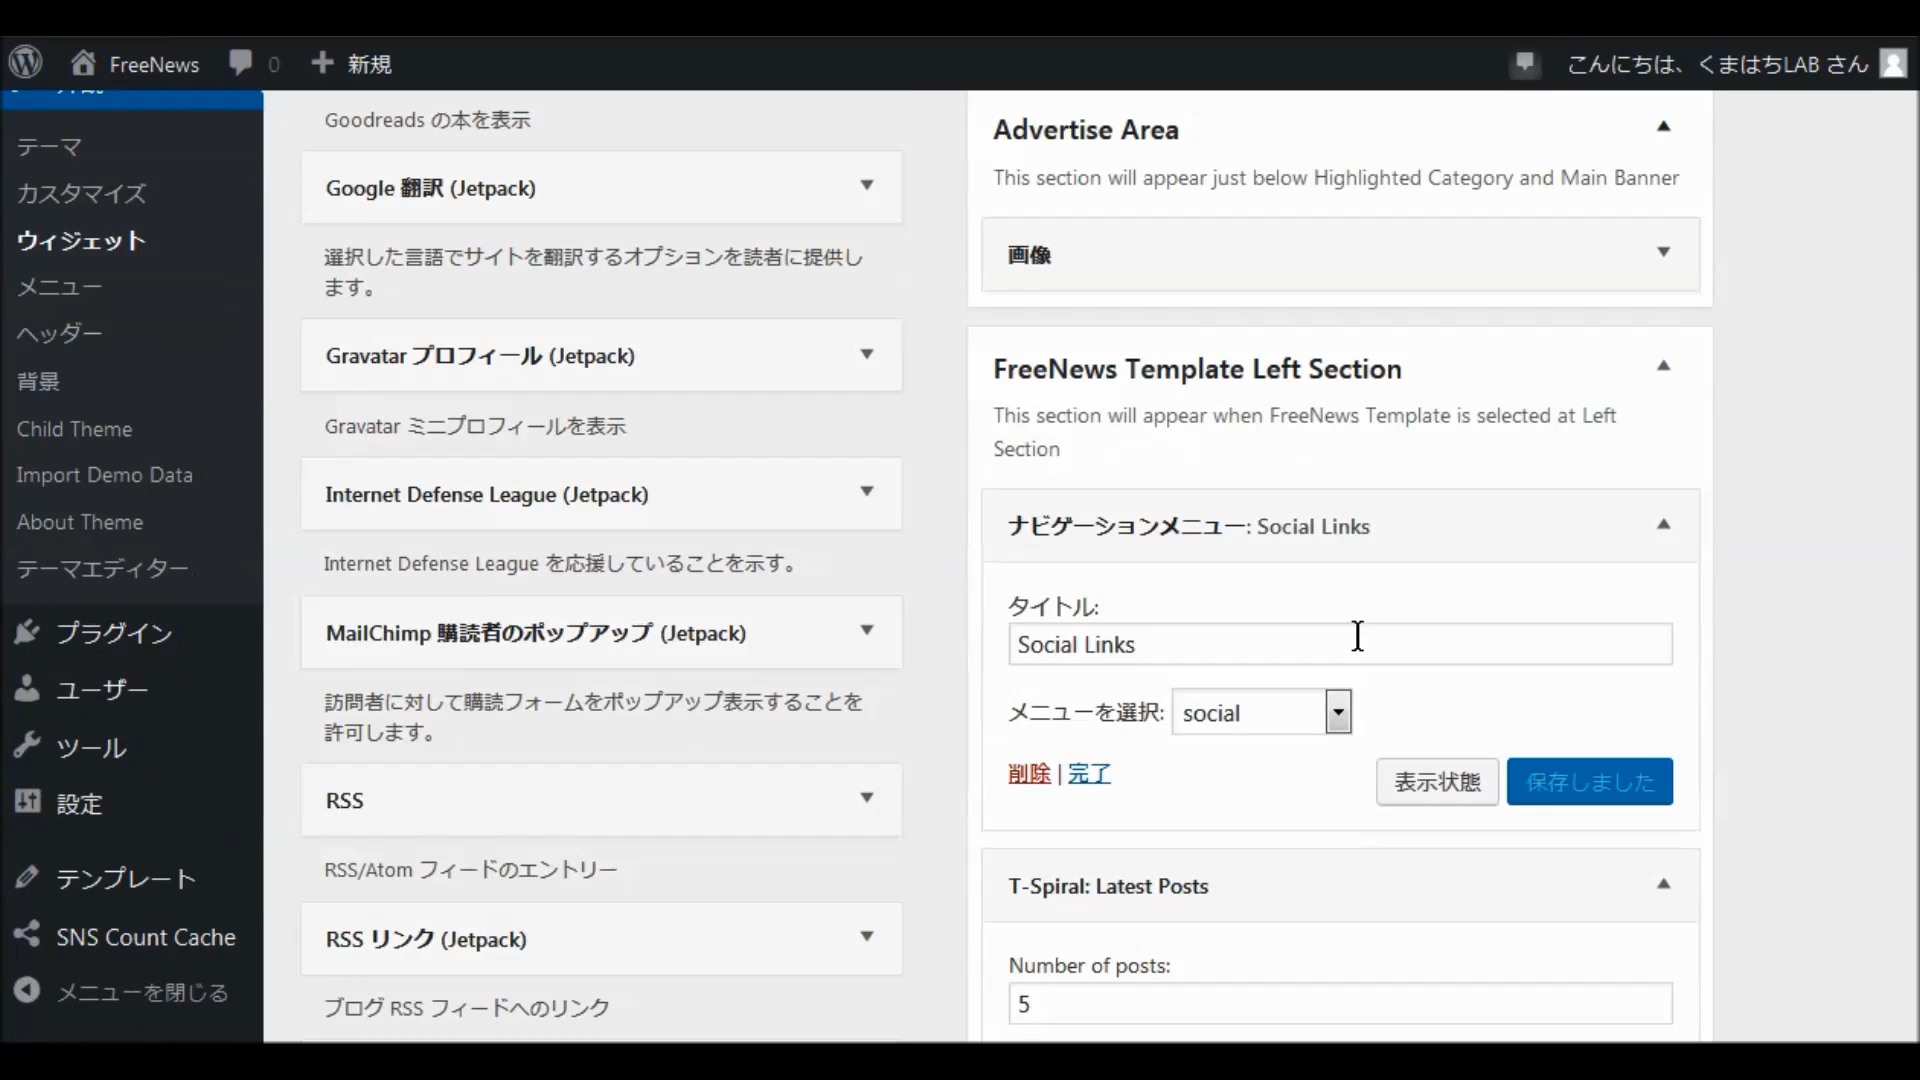 FreeNews
0
新規
こんにちは、くまはちLAB さん
テーマ
カスタマイズ
ウィジェット
メニュー
ヘッダー
背景
Child Theme
Import Demo Data
About Theme
テーマエディター
プラグイン
ユーザー
ツール
設定
テンプレート
SNS Count Cache
メニューを閉じる
Goodreads の本を表示
Google 翻訳 (Jetpack)
選択した言語でサイトを翻訳するオプションを読者に提供し
ます。
Gravatar プロフィール (Jetpack)
Gravatar ミニプロフィールを表示
Internet Defense League (Jetpack)
Internet Defense League を応援していることを示す。
MailChimp 購読者のポップアップ (Jetpack)
訪問者に対して購読フォームをポップアップ表示することを
許可します。
RSS
RSS/Atom フィードのエントリー
RSS リンク (Jetpack)
ブログ RSS フィードへのリンク
Advertise Area
This section will appear just below Highlighted Category and Main Banner
画像
FreeNews Template Left Section
This section will appear when FreeNews Template is selected at Left
Section
ナビゲーションメニュー: Social Links
タイトル:
Social Links
メニューを選択: social
削除 | 完了
表示状態
保存しました
T-Spiral: Latest Posts
Number of posts:
5